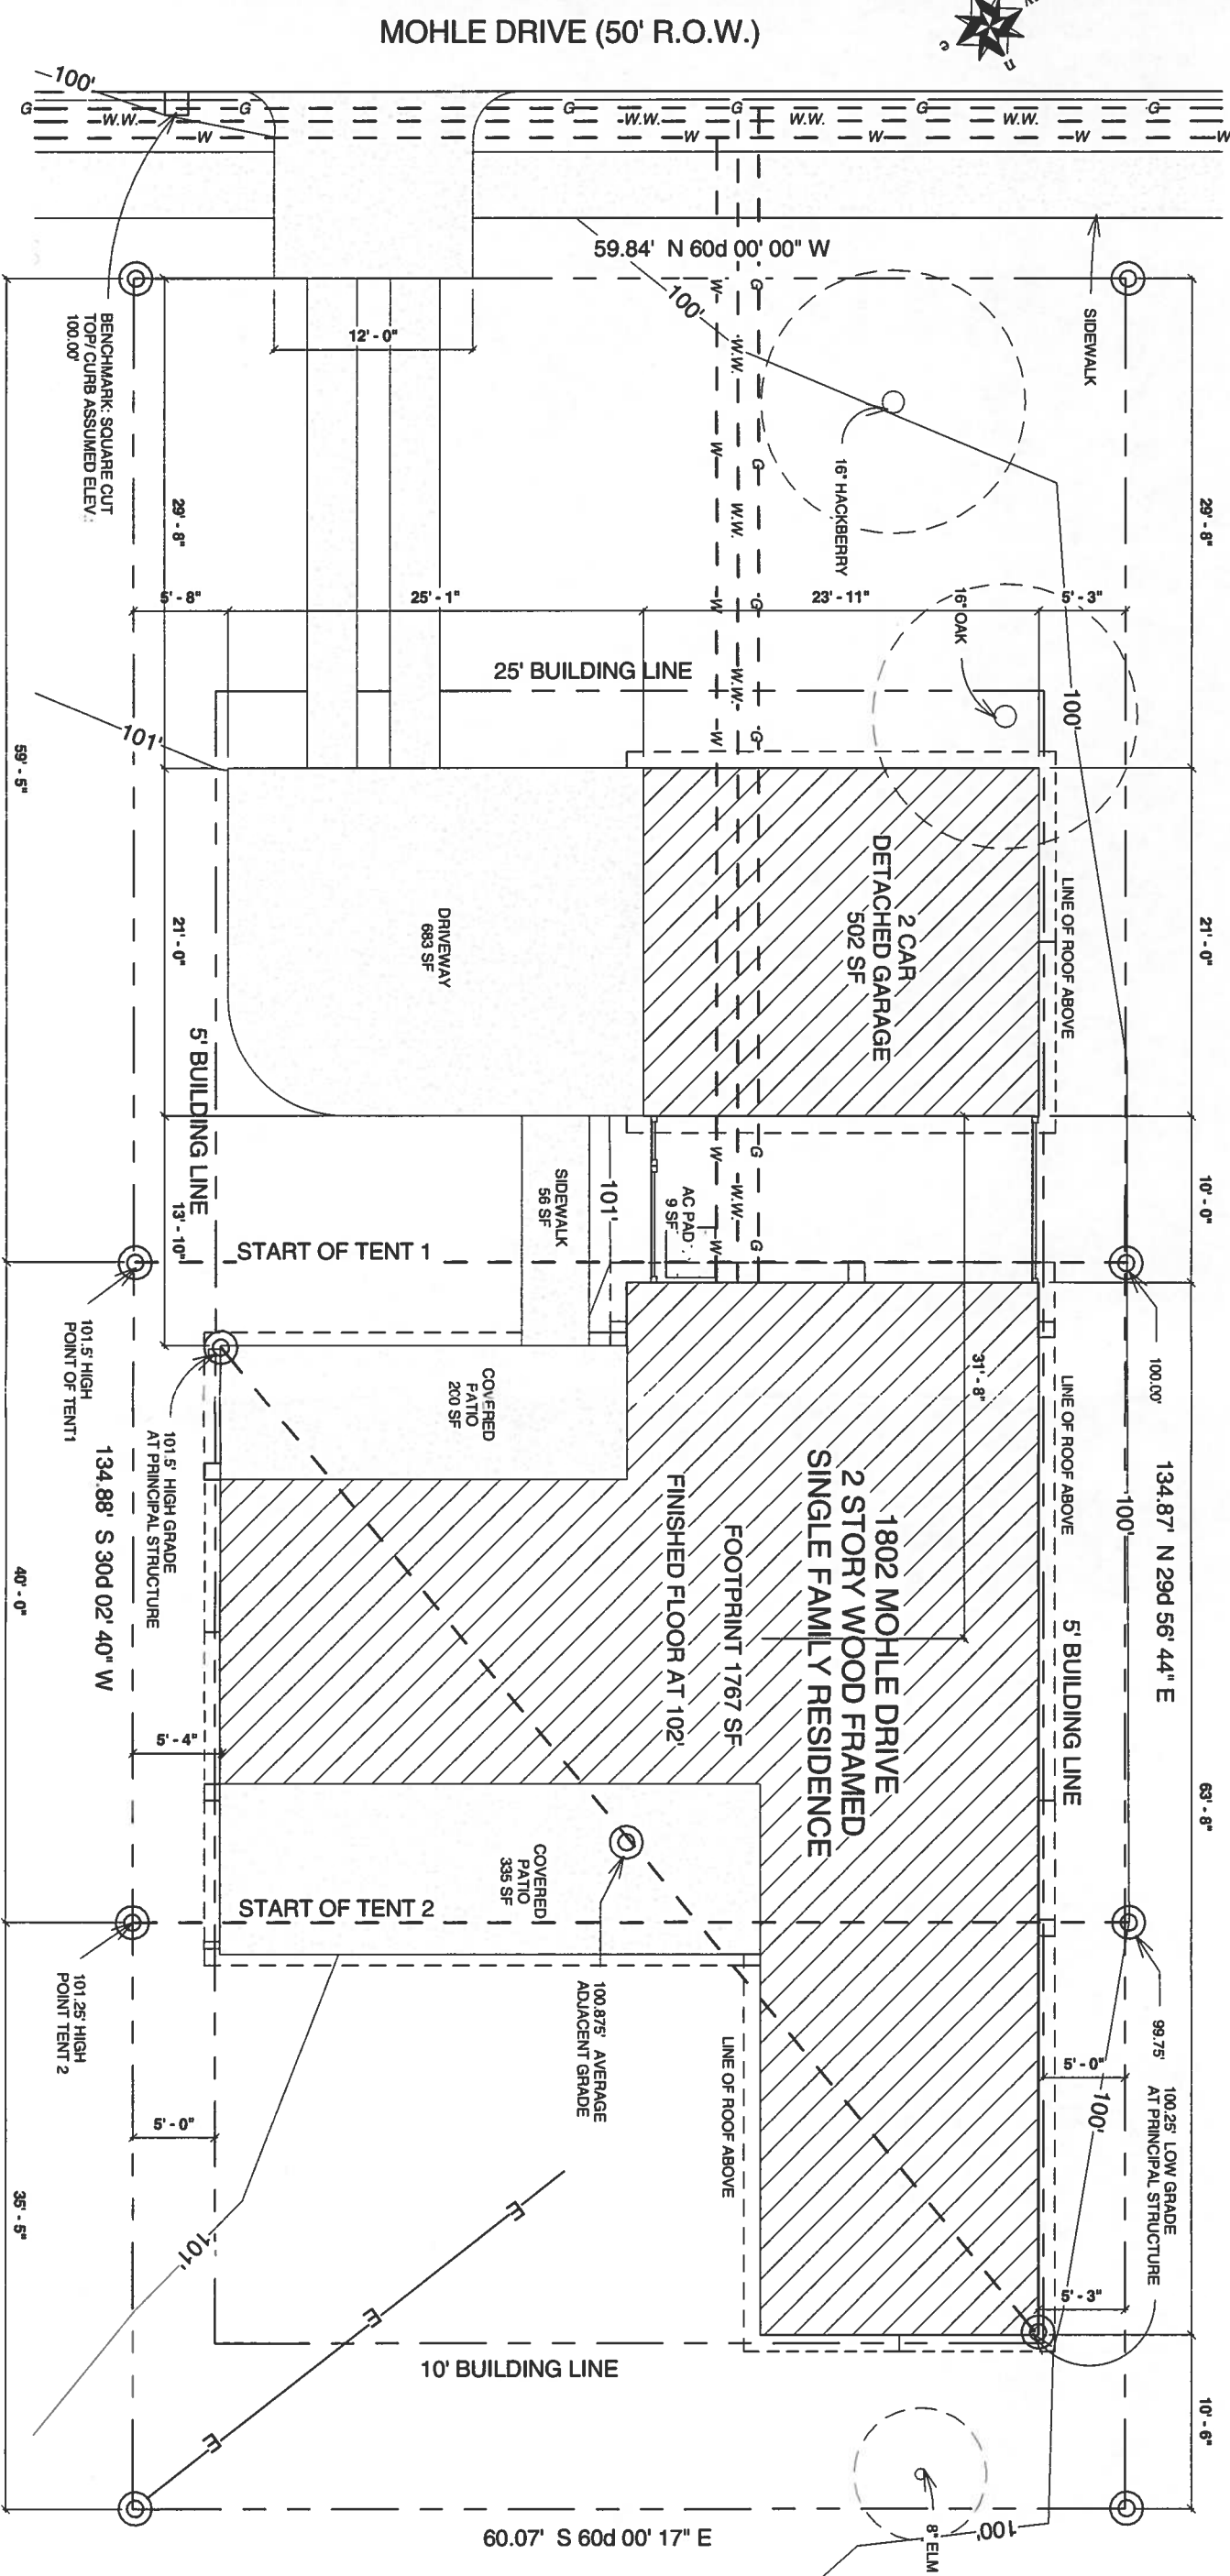 MOHLE DRIVE (50' R.O.W.)
e
n
100'
G
G
G
G
G
G
W.W.
W.W.
W.W.
W.W.
W
W
W
W
W
59.84' N 60d 00' 00" W
SIDEWALK
12' - 0"
100'
BENCHMARK: SQUARE CUT
TOP/ CURB ASSUMED ELEV.:
100.00'
16" HACKBERRY
29' - 8"
29' - 8"
5' - 8"
25' - 1"
23' - 11"
5' - 3"
16" OAK
25' BUILDING LINE
100'
101'
59' - 5"
2 CAR
DETACHED GARAGE
502 SF
LINE OF ROOF ABOVE
DRIVEWAY
683 SF
21' - 0"
21' - 0"
5' BUILDING LINE
13' - 10"
SIDEWALK
56 SF
101'
AC PAD
9 SF
10' - 0"
START OF TENT 1
101.5' HIGH
POINT OF TENT1
100.00'
31' - 8"
COVERED
PATIO
200 SF
LINE OF ROOF ABOVE
101.5' HIGH GRADE
AT PRINCIPAL STRUCTURE
134.88' S 30d 02' 40" W
134.87' N 29d 56' 44" E
100'
1802 MOHLE DRIVE
2 STORY WOOD FRAMED
SINGLE FAMILY RESIDENCE
FOOTPRINT 1767 SF
FINISHED FLOOR AT 102'
5' BUILDING LINE
40' - 0"
63' - 8"
5' - 4"
COVERED
PATIO
335 SF
START OF TENT 2
101.25' HIGH
POINT TENT 2
100.875' AVERAGE
ADJACENT GRADE
LINE OF ROOF ABOVE
99.75'
5' - 0"
100'
100.25' LOW GRADE
AT PRINCIPAL STRUCTURE
5' - 0"
101'
35' - 5"
E
E
E
5' - 3"
10' BUILDING LINE
10' - 6"
8" ELM
100'
60.07' S 60d 00' 17" E